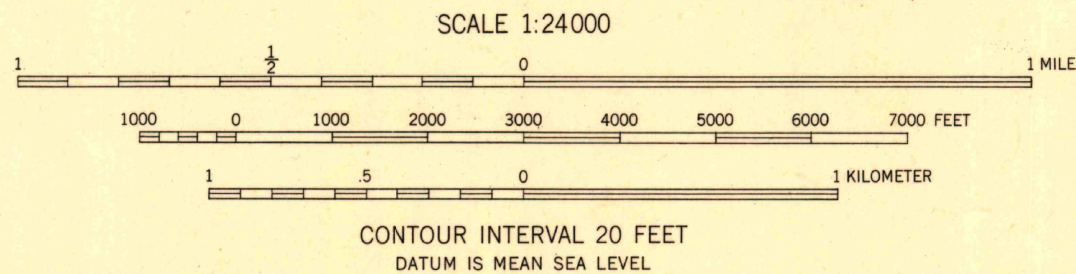 SCALE 1:24000
1 ½ 0 1 MILE
1000 0 1000 2000 3000 4000 5000 6000 7000 FEET
1 .5 0 1 KILOMETER
CONTOUR INTERVAL 20 FEET
DATUM IS MEAN SEA LEVEL